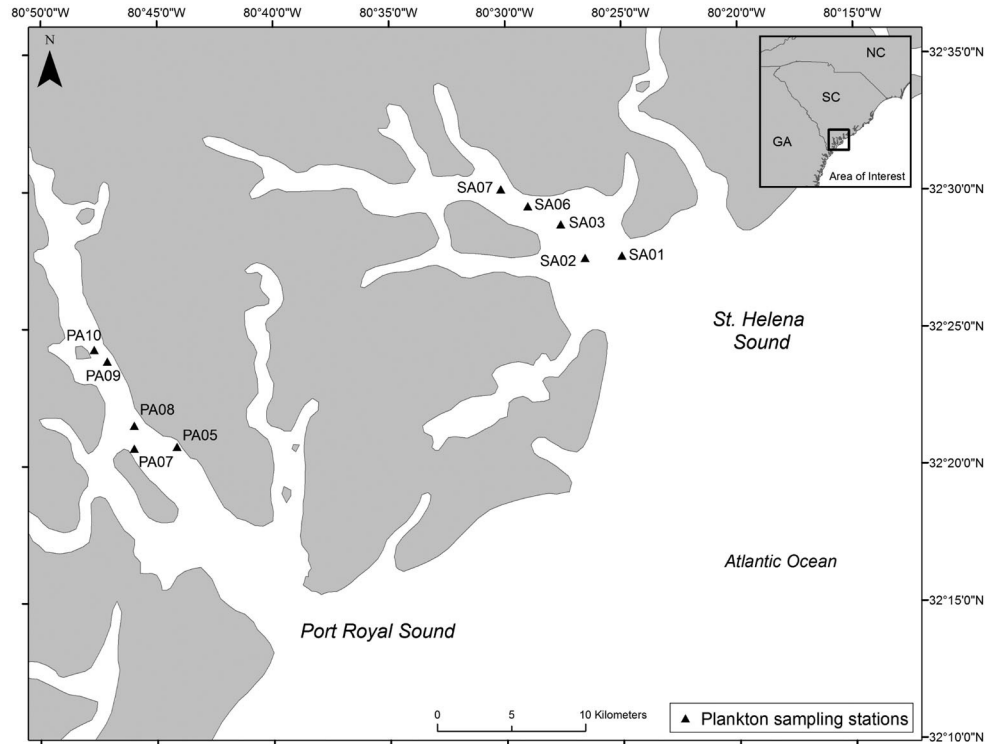 80°50'0"W 80°45'0"W 80°40'0"W 80°35'0"W 80°30'0"W 80°25'0"W 80°20'0"W 80°15'0"W
N
NC
SC
GA
Area of Interest
32°35'0"N
32°30'0"N
32°25'0"N
32°20'0"N
32°15'0"N
32°10'0"N
SA07
SA06
SA03
SA02
SA01
St. Helena
Sound
PA10
PA09
PA08
PA05
PA07
Atlantic Ocean
Port Royal Sound
0 5 10 Kilometers
Plankton sampling stations